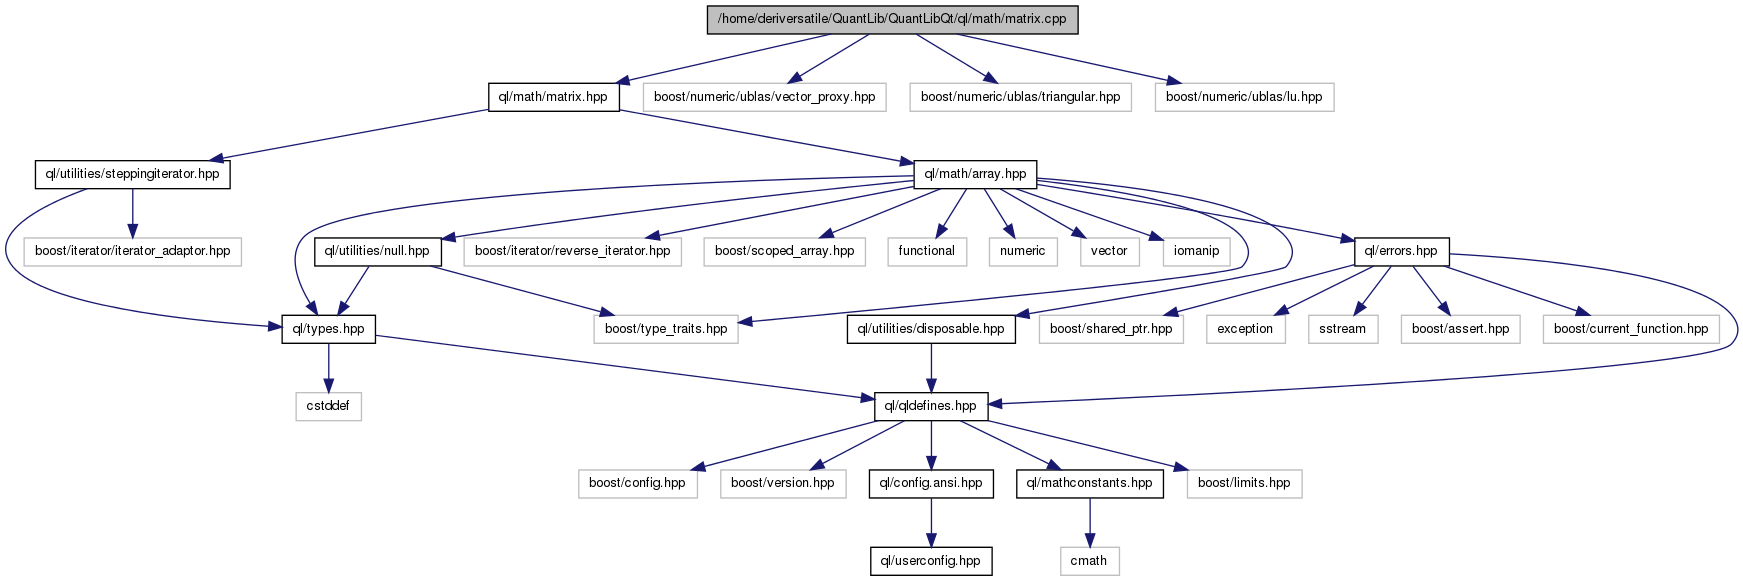 /home/deriversatile/QuantLib/QuantLibQt/ql/math/matrix.cpp
ql/math/matrix.hpp
boost/numeric/ublas/vector_proxy.hpp
boost/numeric/ublas/triangular.hpp
boost/numeric/ublas/lu.hpp
ql/utilities/steppingiterator.hpp
ql/math/array.hpp
boost/iterator/iterator_adaptor.hpp
ql/utilities/null.hpp
boost/iterator/reverse_iterator.hpp
boost/scoped_array.hpp
functional
numeric
vector
iomanip
ql/errors.hpp
ql/types.hpp
boost/type_traits.hpp
ql/utilities/disposable.hpp
boost/shared_ptr.hpp
exception
sstream
boost/assert.hpp
boost/current_function.hpp
cstddef
ql/qldefines.hpp
boost/config.hpp
boost/version.hpp
ql/config.ansi.hpp
ql/mathconstants.hpp
boost/limits.hpp
ql/userconfig.hpp
cmath